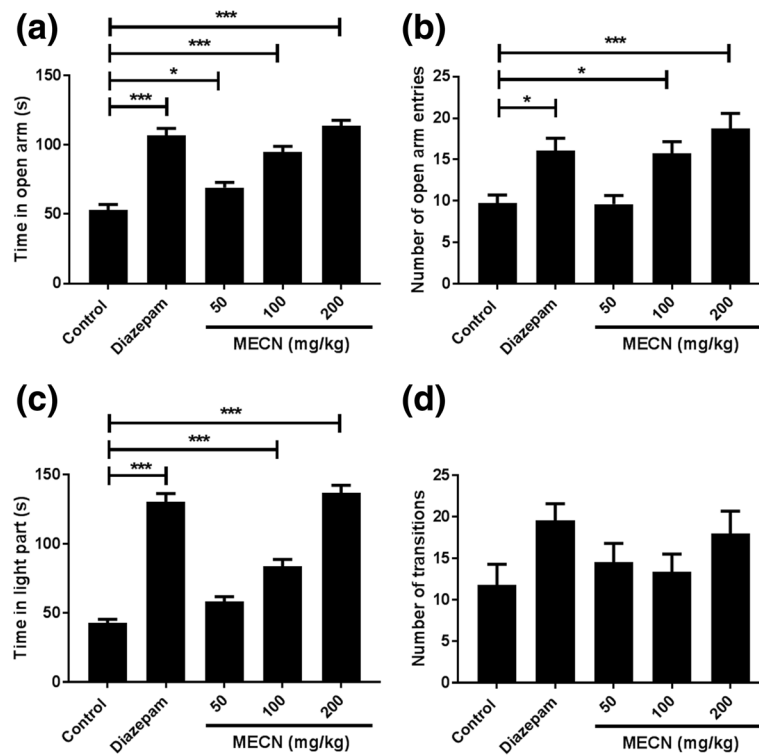 (a)
***
***
*
***
Time in open arm (s)
150
100
50
0
Control
Diazepam
50
100
200
MECN (mg/kg)
(b)
***
*
*
Number of open arm entries
25
20
15
10
5
0
Control
Diazepam
50
100
200
MECN (mg/kg)
(c)
***
***
***
Time in light part (s)
150
100
50
0
Control
Diazepam
50
100
200
MECN (mg/kg)
(d)
Number of transitions
25
20
15
10
5
0
Control
Diazepam
50
100
200
MECN (mg/kg)